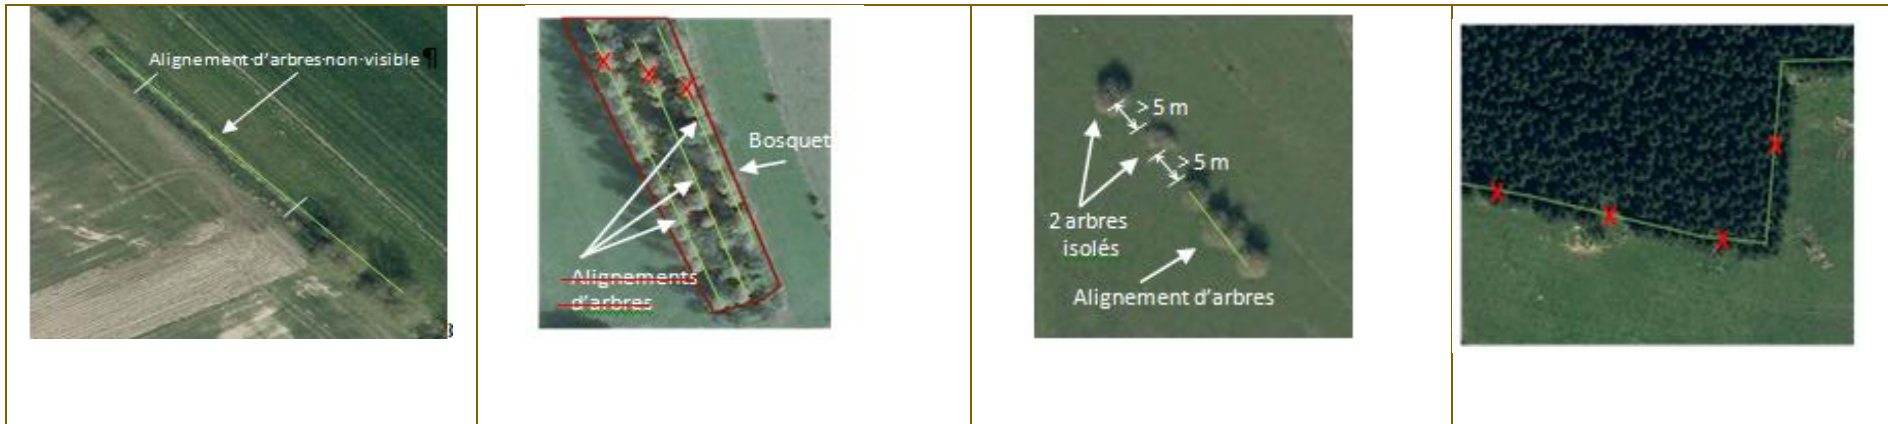 Alignement·d'arbres·non·visible ¶
Bosquet
Alignements
d'arbres
> 5 m
> 5 m
2 arbres
isolés
Alignement d'arbres